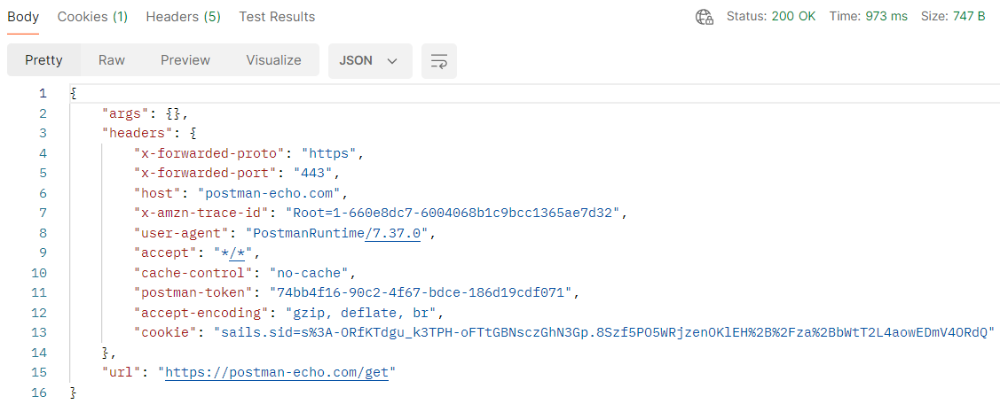 Body Cookies (1) Headers (5) Test Results Status: 200 OK Time: 973 ms Size: 747 B
Pretty Raw Preview Visualize JSON
1 {
2 "args": {},
3 "headers": {
4 "x-forwarded-proto": "https",
5 "x-forwarded-port": "443",
6 "host": "postman-echo.com",
7 "x-amzn-trace-id": "Root=1-660e8dc7-6004068b1c9bcc1365ae7d32",
8 "user-agent": "PostmanRuntime/7.37.0",
9 "accept": "*/*",
10 "cache-control": "no-cache",
11 "postman-token": "74bb4f16-90c2-4f67-bdce-186d19cdf071",
12 "accept-encoding": "gzip, deflate, br",
13 "cookie": "sails.sid=s%3A-ORfKTdgu_k3TPH-oFTtGBNsczGhN3Gp.8Szf5PO5WRjzenOKlEH%2B%2Fza%2BbWtT2L4aowEDmV4ORdQ"
14 },
15 "url": "https://postman-echo.com/get"
16 }